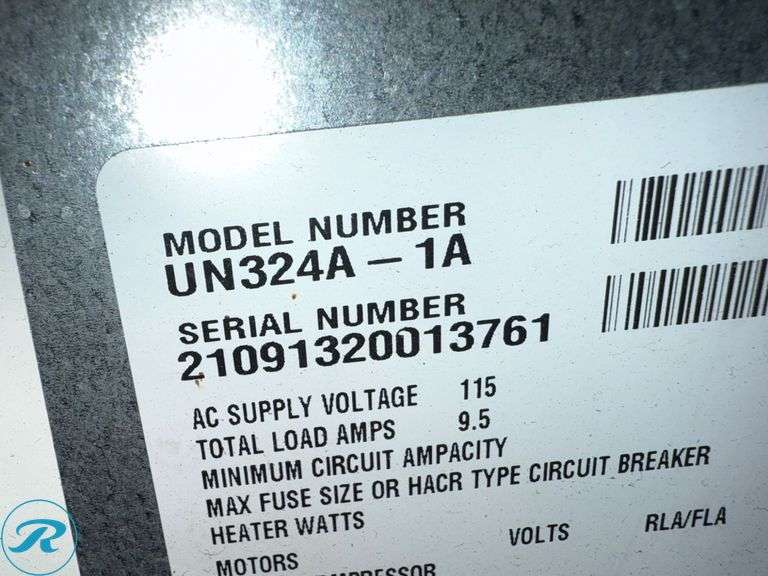 MODEL NUMBER
UN324A – 1A
SERIAL NUMBER
21091320013761
AC SUPPLY VOLTAGE 115
TOTAL LOAD AMPS 9.5
MINIMUM CIRCUIT AMPACITY
MAX FUSE SIZE OR HACR TYPE CIRCUIT BREAKER
HEATER WATTS
VOLTS RLA/FLA
MOTORS
R